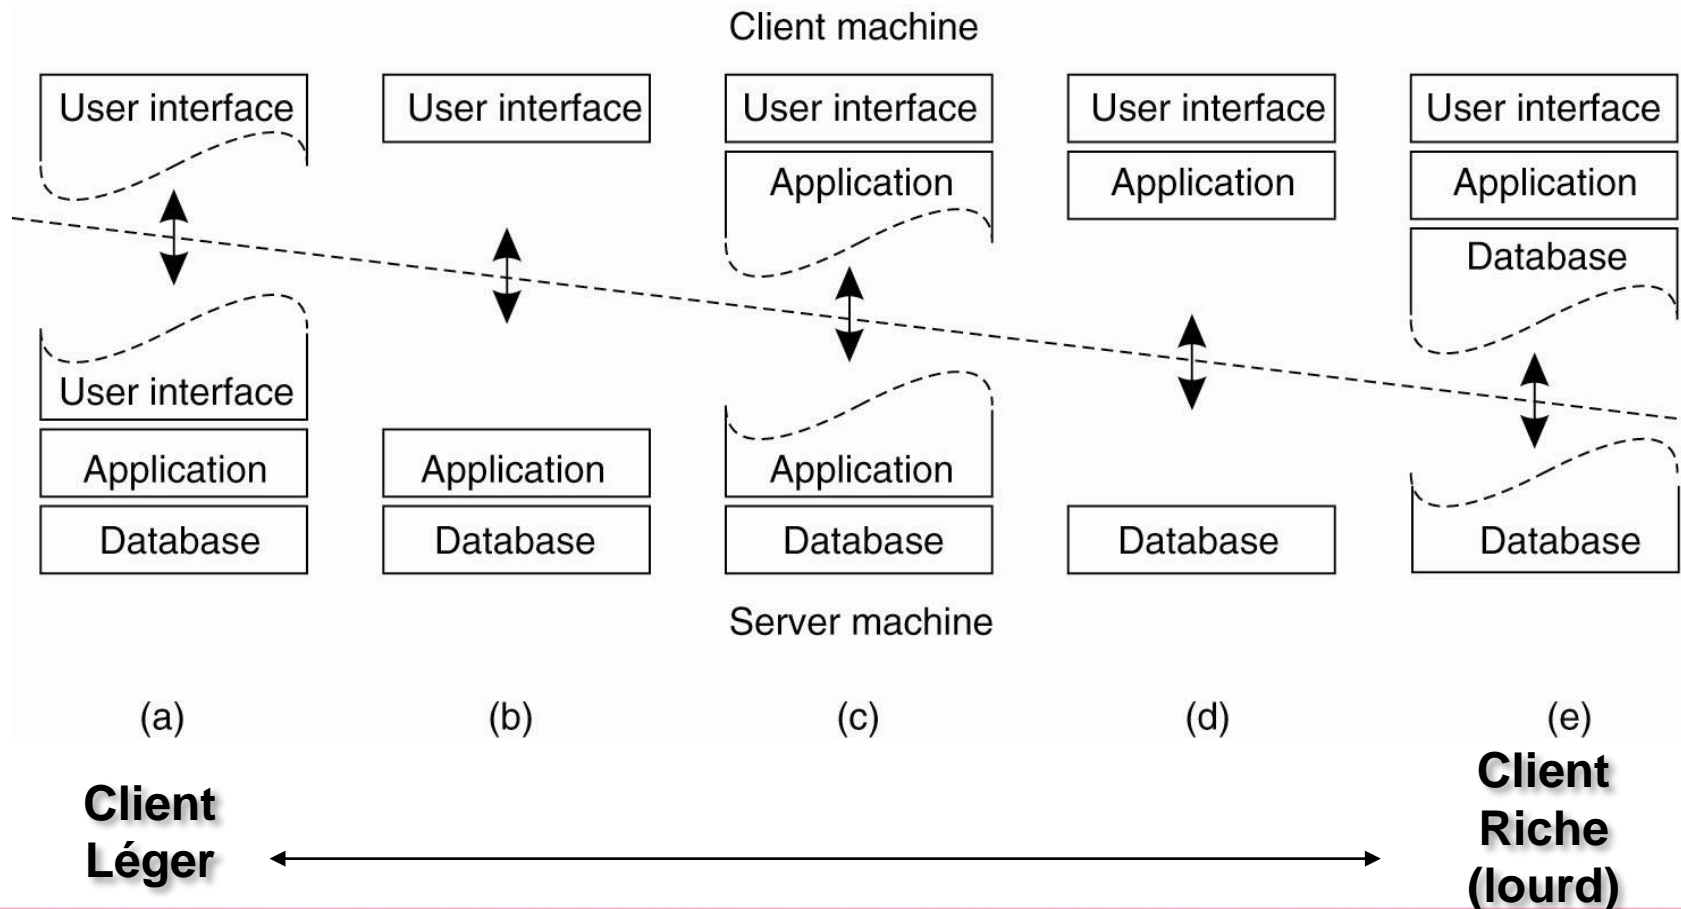 Client machine
User interface User interface User interface User interface User interface
Application Application Application
Database
User interface
Application Application Application
Database Database Database Database Database
Server machine
(a) (b) (c) (d) (e)
Client
Léger
Client
Riche
(lourd)